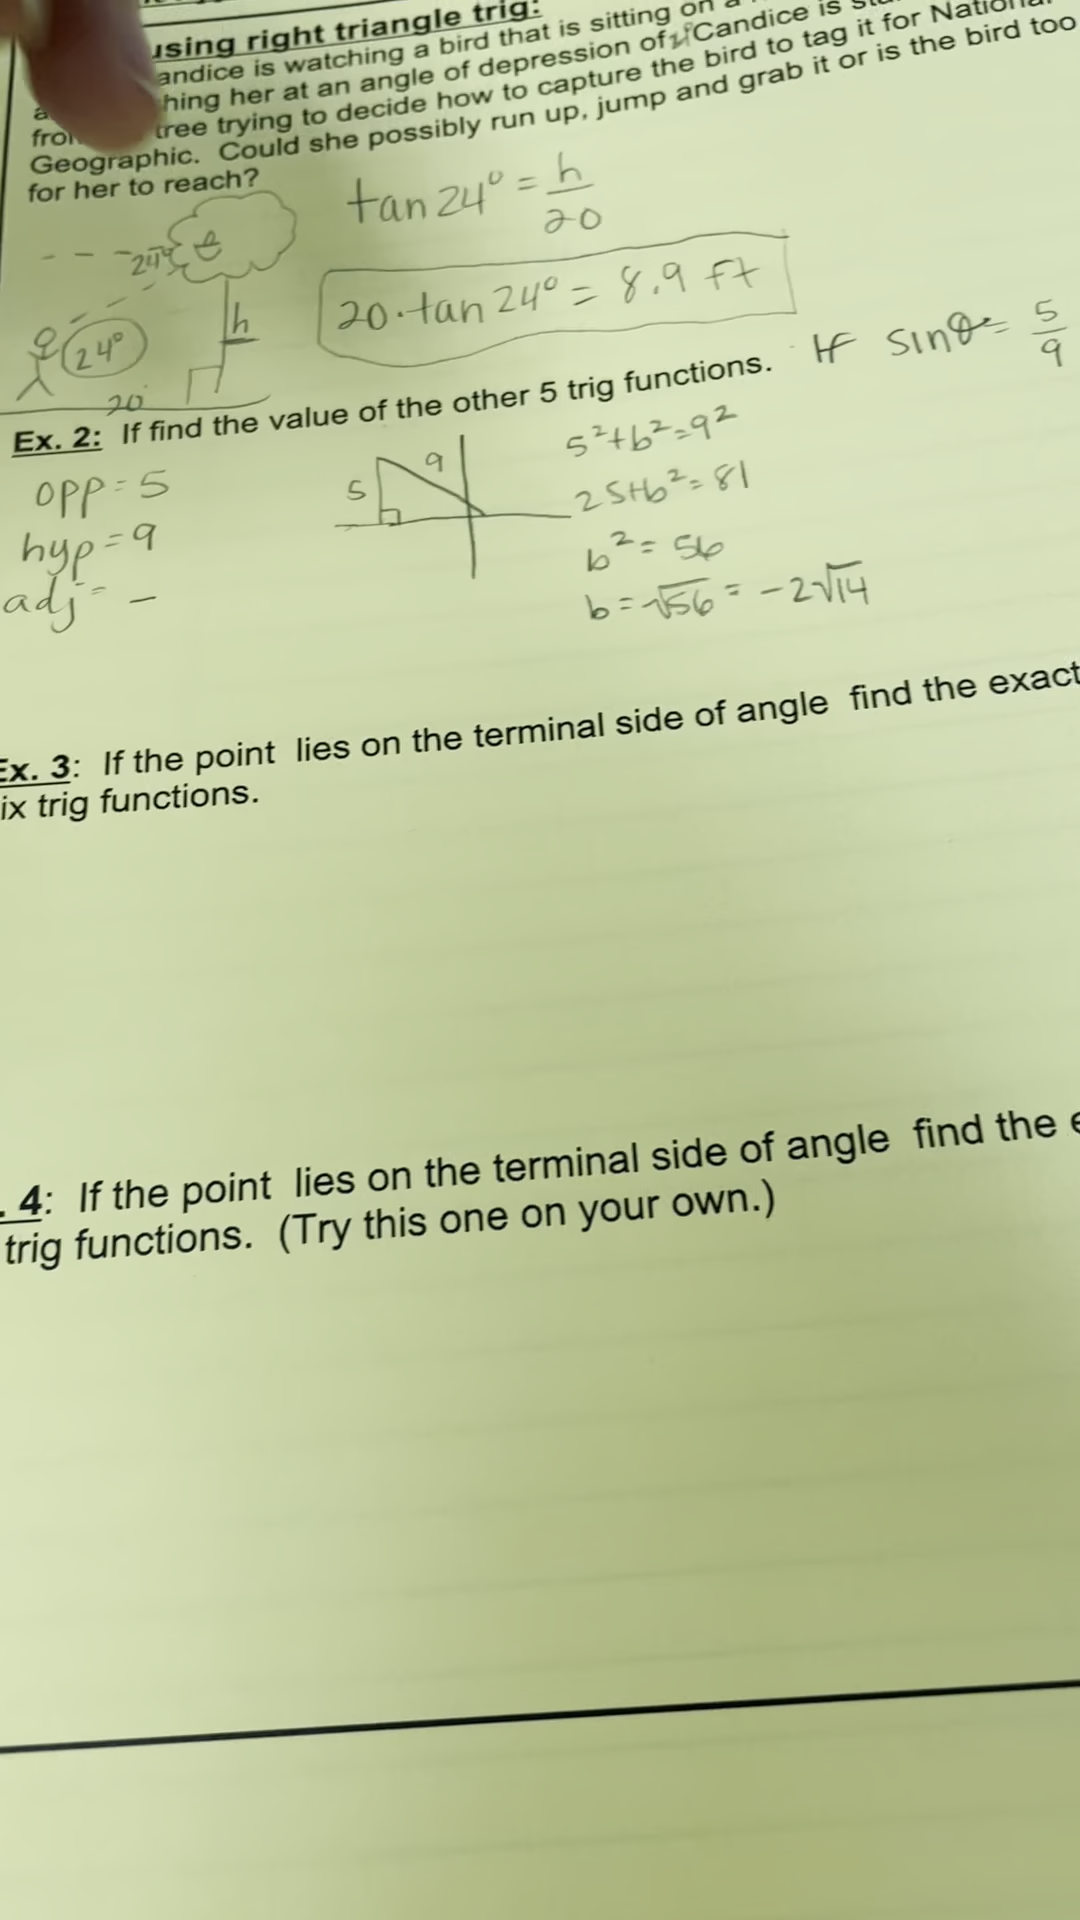 using right triangle trig:
andice is watching a bird that is sitting on
hing her at an angle of depression of Candice is
tree trying to decide how to capture the bird to tag it for
Geographic. Could she possibly run up, jump and grab it or is the bird too
for her to reach?
tan 24° = h/20
24°
h
24°
20'
20·tan 24° = 8.9 ft
Ex. 2: If find the value of the other 5 trig functions. If sinθ = 5/9
opp = 5
hyp = 9
adj = -
5
9
5²+b²=9²
25+b²=81
b²=56
b=√56 = -2√14
Ex. 3: If the point lies on the terminal side of angle find the exact
ix trig functions.
. 4: If the point lies on the terminal side of angle find the
trig functions. (Try this one on your own.)